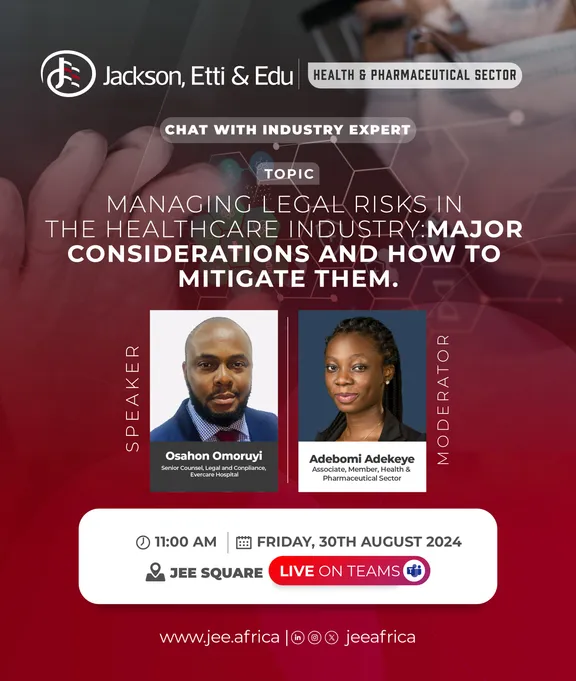 Jackson, Etti & Edu
HEALTH & PHARMACEUTICAL SECTOR
CHAT WITH INDUSTRY EXPERT
TOPIC
MANAGING LEGAL RISKS IN
THE HEALTHCARE INDUSTRY:MAJOR
CONSIDERATIONS AND HOW TO
MITIGATE THEM.
SPEAKER
Osahon Omoruyi
Senior Counsel, Legal and Conpliance,
Evercare Hospital
MODERATOR
Adebomi Adekeye
Associate, Member, Health &
Pharmaceutical Sector
11:00 AM
FRIDAY, 30TH AUGUST 2024
JEE SQUARE
LIVE ON TEAMS
www.jee.africa | jeeafrica